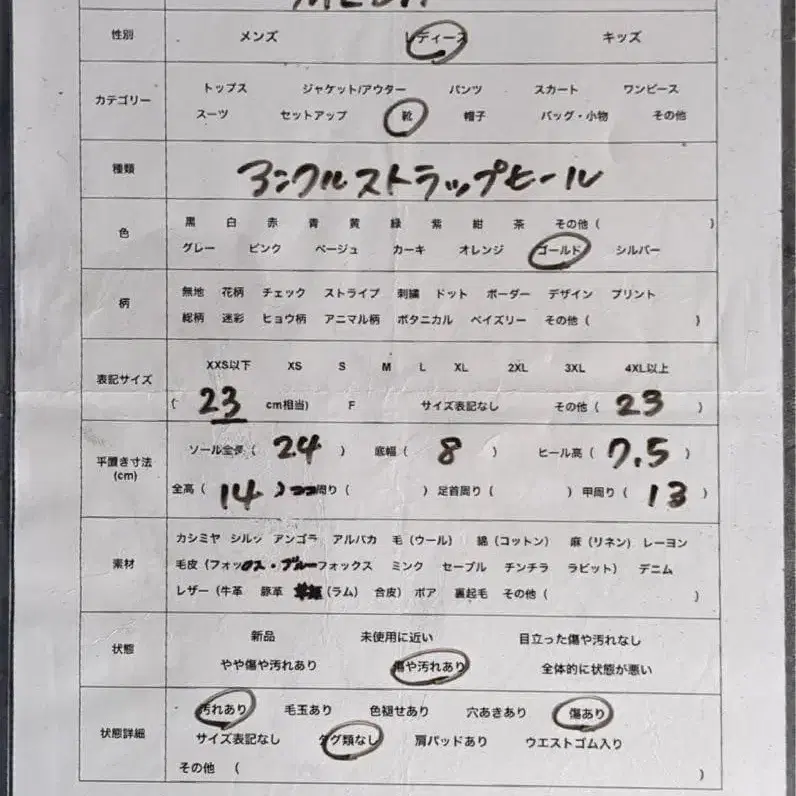 性別 メンズ レディース キッズ
カテゴリー
トップス ジャケット/アウター パンツ スカート ワンピース
スーツ セットアップ 靴 帽子 バッグ・小物 その他
種類 アンクルストラップヒール
色
黒 白 赤 青 黄 緑 紫 紺 茶 その他( )
グレー ピンク ベージュ カーキ オレンジ ゴールド シルバー
柄
無地 花柄 チェック ストライプ 刺繍 ドット ボーダー デザイン プリント
総柄 迷彩 ヒョウ柄 アニマル柄 ボタニカル ペイズリー その他( )
表記サイズ
XXS以下 XS S M L XL 2XL 3XL 4XL以上
( 23 cm相当) F サイズ表記なし その他( 23 )
平置き寸法
(cm)
ソール全長( 24 ) 底幅( 8 ) ヒール高( 7.5 )
全高( 14 ) 周り( ) 足首周り( ) 甲周り( 13 )
素材
カシミヤ シルク アンゴラ アルパカ 毛(ウール) 綿(コットン) 麻(リネン) レーヨン
毛皮(フォックス・ブルーフォックス ミンク セーブル チンチラ ラビット) デニム
レザー(牛革 豚革 (ラム) 合皮) ボア 裏起毛 その他( )
状態
新品 未使用に近い 目立った傷や汚れなし
やや傷や汚れあり 傷や汚れあり 全体的に状態が悪い
状態詳細
汚れあり 毛玉あり 色褪せあり 穴あきあり 傷あり
サイズ表記なし タグ類なし 肩パッドあり ウエストゴム入り
その他 ( )